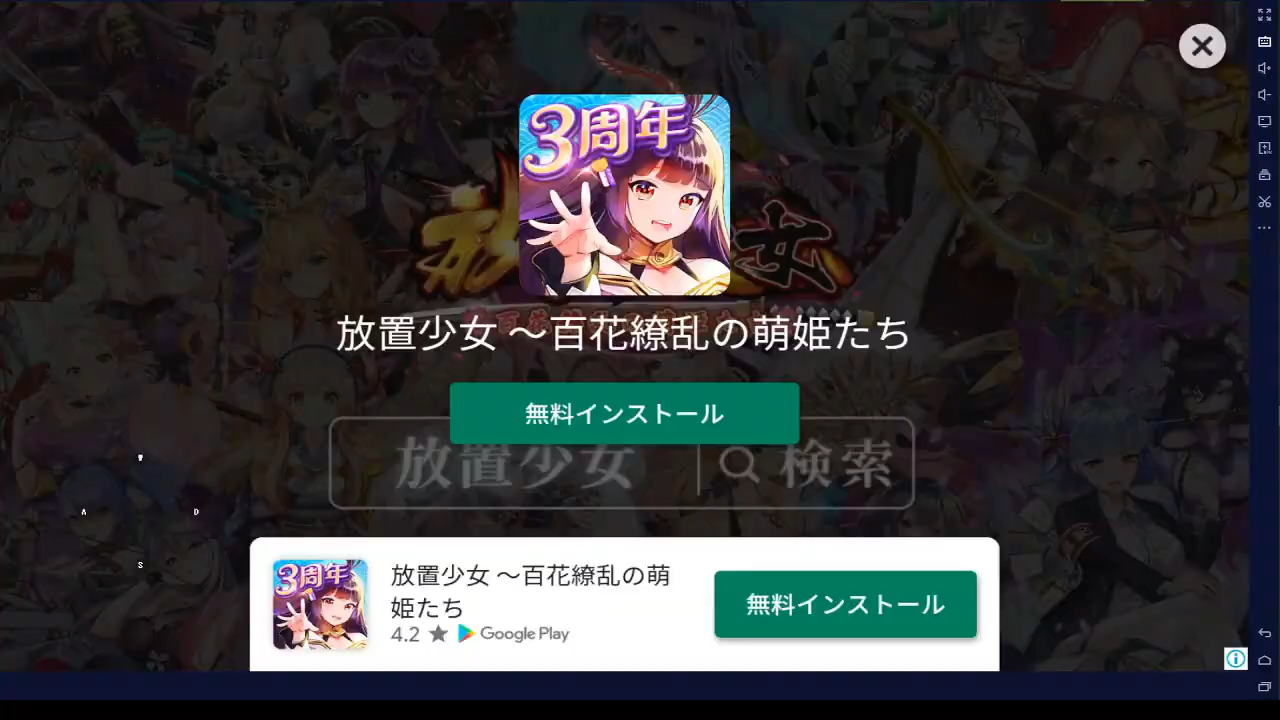 3周年
放置少女 ～百花繚乱の萌姫たち
無料インストール
放置少女 検索
W
A D
S
3周年
放置少女 ～百花繚乱の萌
姫たち
4.2 ★ Google Play
無料インストール